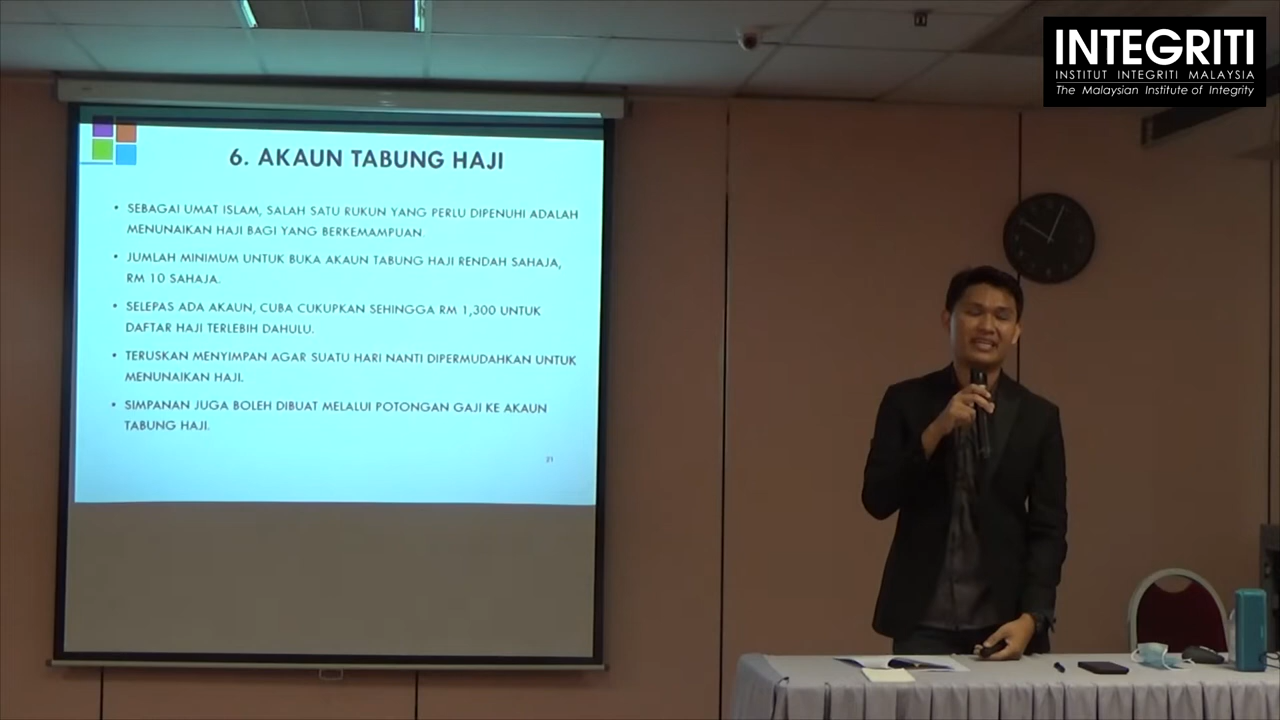 INTEGRITI
INSTITUT INTEGRITI MALAYSIA
The Malaysian Institute of Integrity
6. AKAUN TABUNG HAJI
• SEBAGAI UMAT ISLAM, SALAH SATU RUKUN YANG PERLU DIPENUHI ADALAH
MENUNAIKAN HAJI BAGI YANG BERKEMAMPUAN.
• JUMLAH MINIMUM UNTUK BUKA AKAUN TABUNG HAJI RENDAH SAHAJA,
RM 10 SAHAJA.
• SELEPAS ADA AKAUN, CUBA CUKUPKAN SEHINGGA RM 1,300 UNTUK
DAFTAR HAJI TERLEBIH DAHULU.
• TERUSKAN MENYIMPAN AGAR SUATU HARI NANTI DIPERMUDAHKAN UNTUK
MENUNAIKAN HAJI.
• SIMPANAN JUGA BOLEH DIBUAT MELALUI POTONGAN GAJI KE AKAUN
TABUNG HAJI.
21